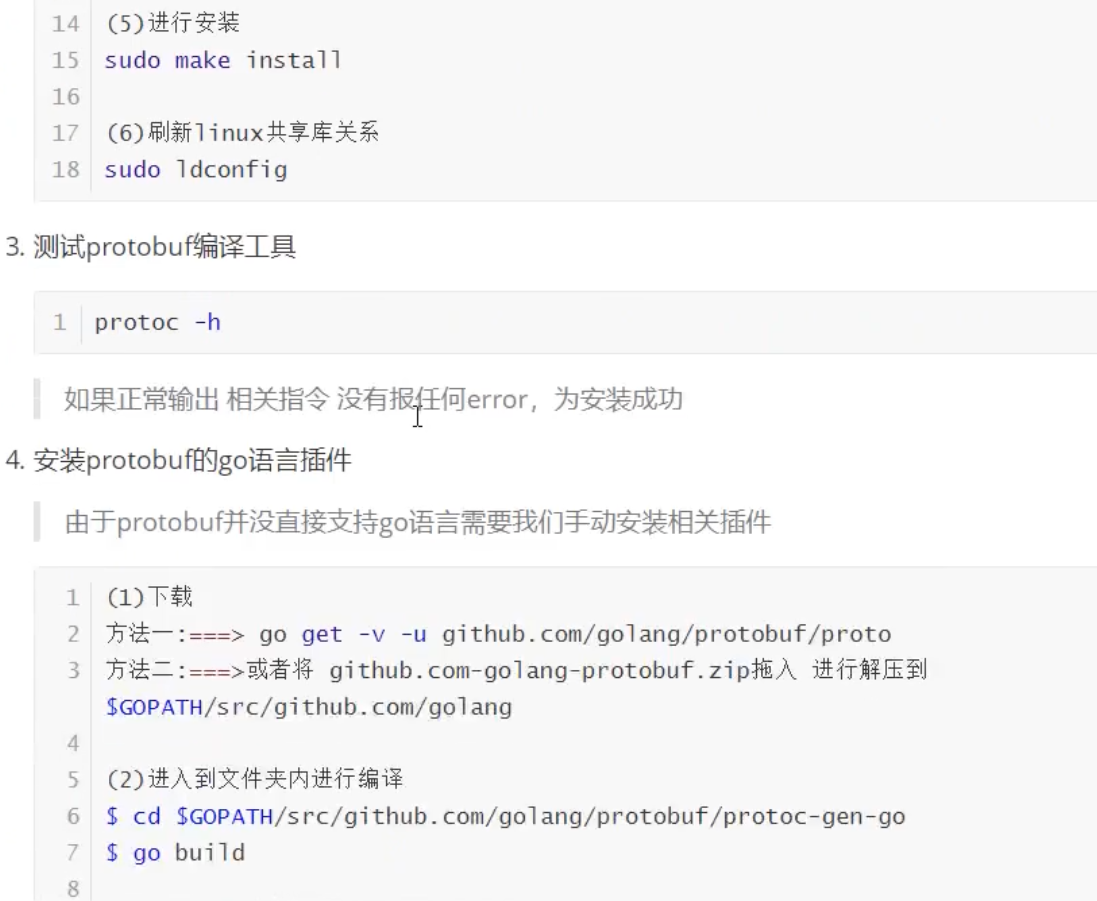 14 (5)进行安装
15 sudo make install
16
17 (6)刷新linux共享库关系
18 sudo ldconfig
3. 测试protobuf编译工具
1 protoc -h
如果正常输出 相关指令 没有报任何error，为安装成功
4. 安装protobuf的go语言插件
由于protobuf并没直接支持go语言需要我们手动安装相关插件
1 (1)下载
2 方法一:===> go get -v -u github.com/golang/protobuf/proto
3 方法二:===>或者将 github.com-golang-protobuf.zip拖入 进行解压到
$GOPATH/src/github.com/golang
4
5 (2)进入到文件夹内进行编译
6 $ cd $GOPATH/src/github.com/golang/protobuf/protoc-gen-go
7 $ go build
8